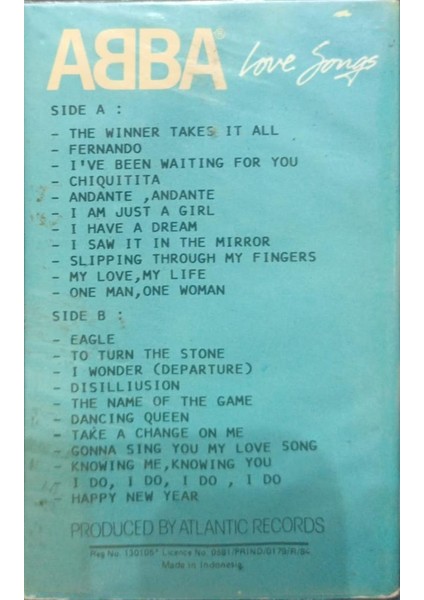 ABBA® Love Songs
SIDE A :
- THE WINNER TAKES IT ALL
- FERNANDO
- I'VE BEEN WAITING FOR YOU
- CHIQUITITA
- ANDANTE ,ANDANTE
- I AM JUST A GIRL
- I HAVE A DREAM
- I SAW IT IN THE MIRROR
- SLIPPING THROUGH MY FINGERS
- MY LOVE,MY LIFE
- ONE MAN,ONE WOMAN
SIDE B :
- EAGLE
- TO TURN THE STONE
- I WONDER (DEPARTURE)
- DISILLIUSION
- THE NAME OF THE GAME
- DANCING QUEEN
- TAKE A CHANGE ON ME
- GONNA SING YOU MY LOVE SONG
- KNOWING ME,KNOWING YOU
I DO, I DO, I DO , I DO
- HAPPY NEW YEAR
PRODUCED BY ATLANTIC RECORDS
Reg No. Licence No.
Made in Indonesia